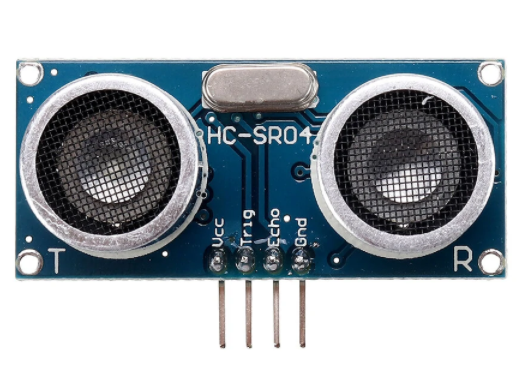 HC-SR04
Vcc
Trig
Echo
Gnd
T
R